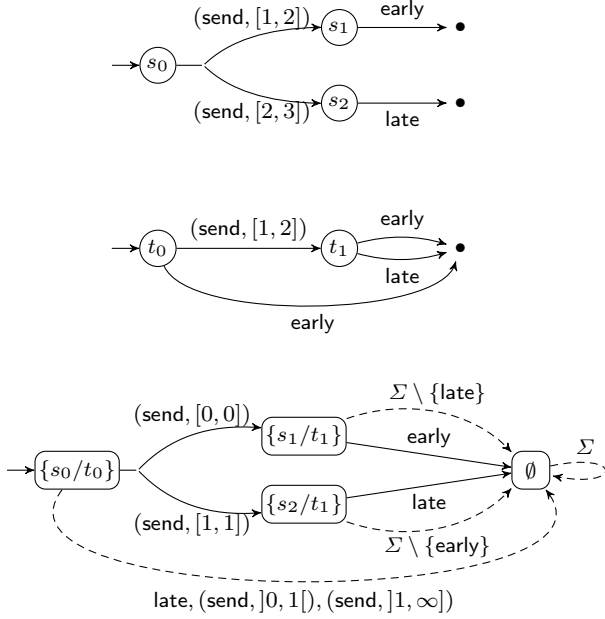 (send, [1, 2])
early
s₀
s₁
s₂
(send, [2, 3])
late
(send, [1, 2])
early
t₀
t₁
late
early
Σ \ {late}
(send, [0, 0])
{s₁/t₁}
early
Σ
{s₀/t₀}
∅
{s₂/t₁}
late
(send, [1, 1])
Σ \ {early}
late, (send, ]0, 1[), (send, ]1, ∞])